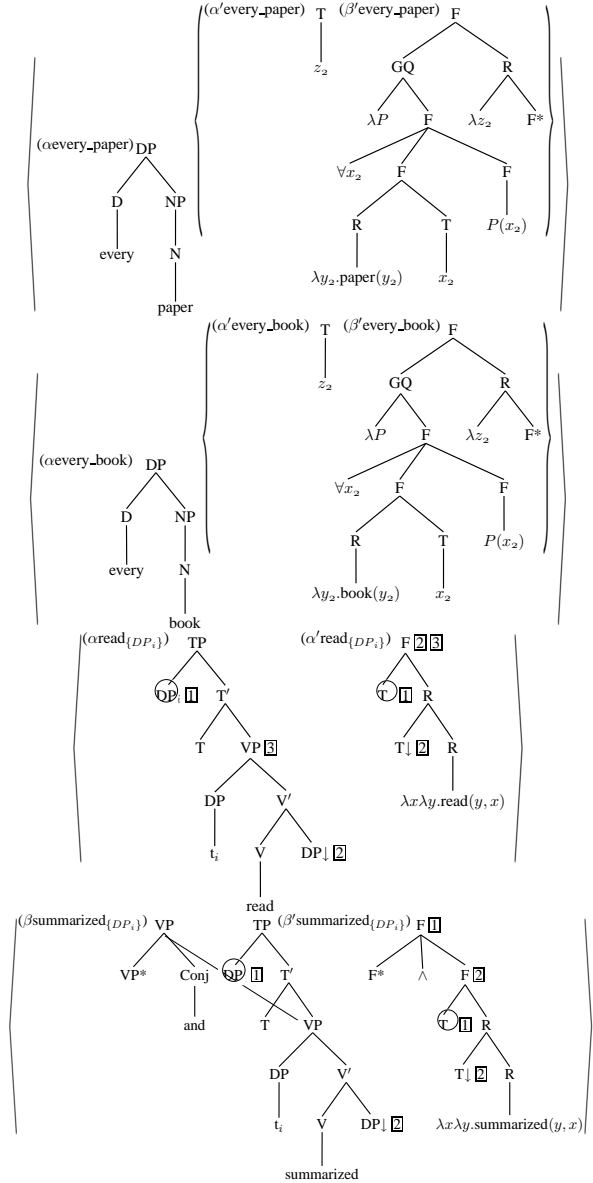 (α′every_paper) T (β′every_paper) F
z₂ GQ R
λP F λz₂ F*
(αevery_paper) DP ∀x₂ F F
D NP R T P(x₂)
every N λy₂.paper(y₂) x₂
paper
(α′every_book) T (β′every_book) F
z₂ GQ R
λP F λz₂ F*
(αevery_book) DP ∀x₂ F F
D NP R T P(x₂)
every N λy₂.book(y₂) x₂
book
(αread{DPᵢ}) TP (α′read{DPᵢ}) F 2 3
DPᵢ 1 T′ T 1 R
T VP 3 T↓ 2 R
DP V′ λxλy.read(y, x)
tᵢ V DP↓ 2
read
(βsummarized{DPᵢ}) VP TP (β′summarized{DPᵢ}) F 1
VP* Conj DP 1 T′ F* ∧ F 2
and T VP T 1 R
DP V′ T↓ 2 R
tᵢ V DP↓ 2 λxλy.summarized(y, x)
summarized